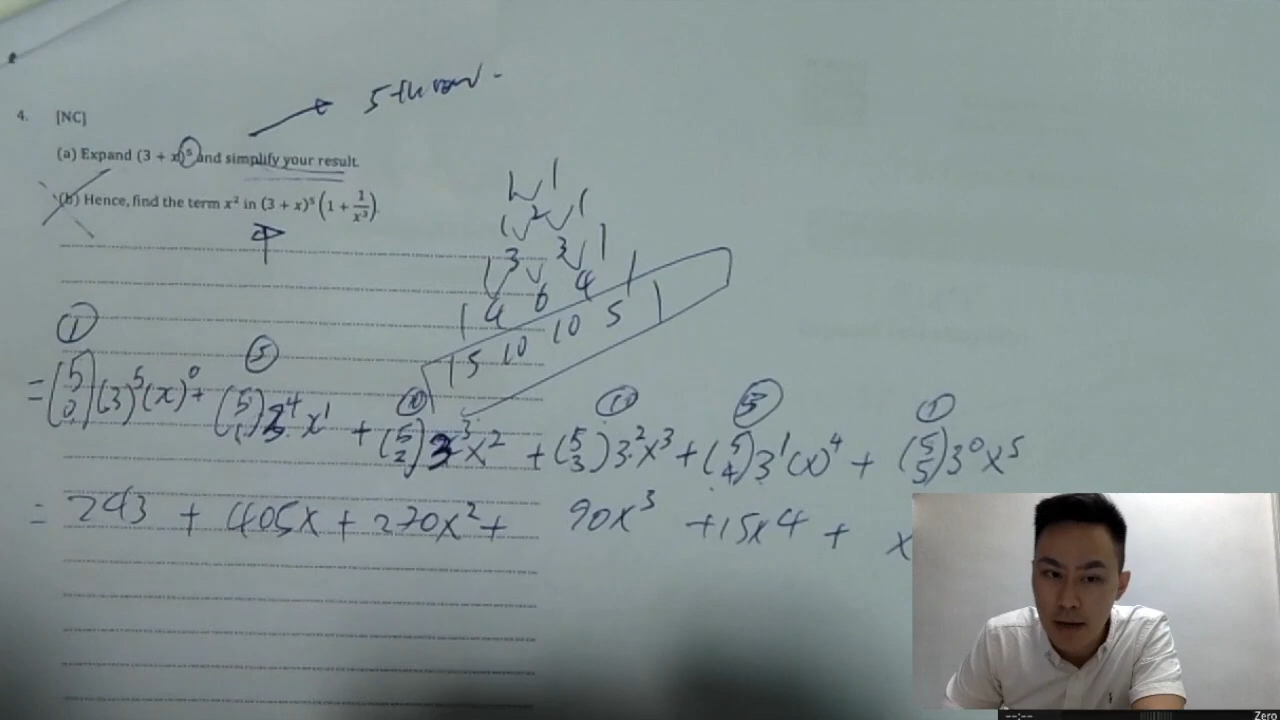 5th row.
4. [NC]
(a) Expand (3 + x)⁵ and simplify your result.
(b) Hence, find the term x² in (3 + x)⁵ (1 + 1/x³).
1 1
1 2 1
1 3 3 1
1 4 6 4 1
1 5 10 10 5 1
① ⑤ ⑩ ⑩ ⑤ ①
= (5 0)(3)⁵(x)⁰ + (5 1)3⁴x¹ + (5 2)3³x² + (5 3)3²x³ + (5 4)3¹(x)⁴ + (5 5)3⁰x⁵
= 243 + 405x + 270x² + 90x³ + 15x4 + x
--:--
Zero